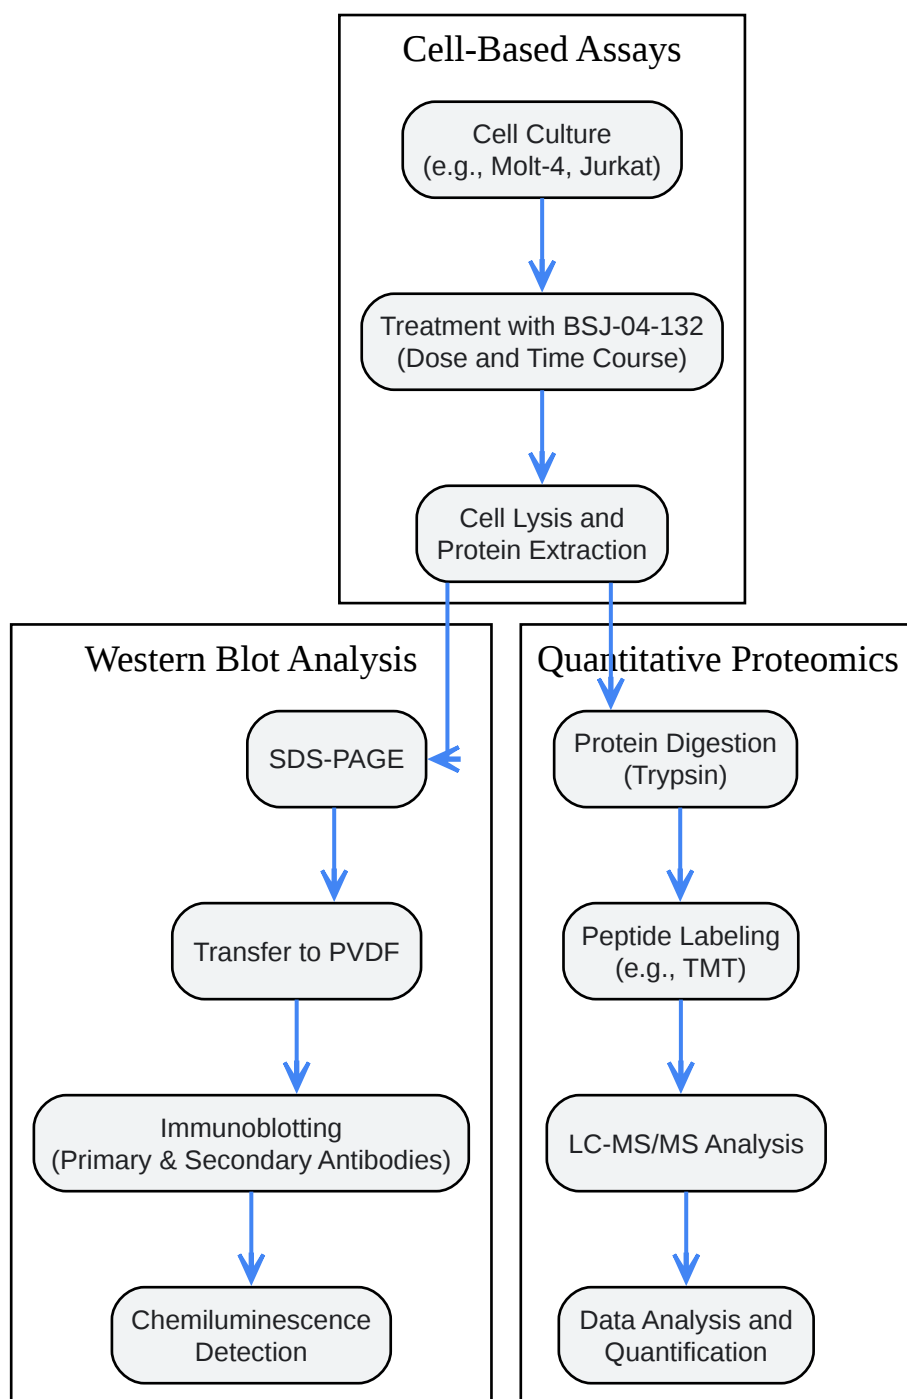 Cell-Based Assays
Cell Culture
(e.g., Molt-4, Jurkat)
Treatment with BSJ-04-132
(Dose and Time Course)
Cell Lysis and
Protein Extraction
Western Blot Analysis
SDS-PAGE
Transfer to PVDF
Immunoblotting
(Primary & Secondary Antibodies)
Chemiluminescence
Detection
Quantitative Proteomics
Protein Digestion
(Trypsin)
Peptide Labeling
(e.g., TMT)
LC-MS/MS Analysis
Data Analysis and
Quantification